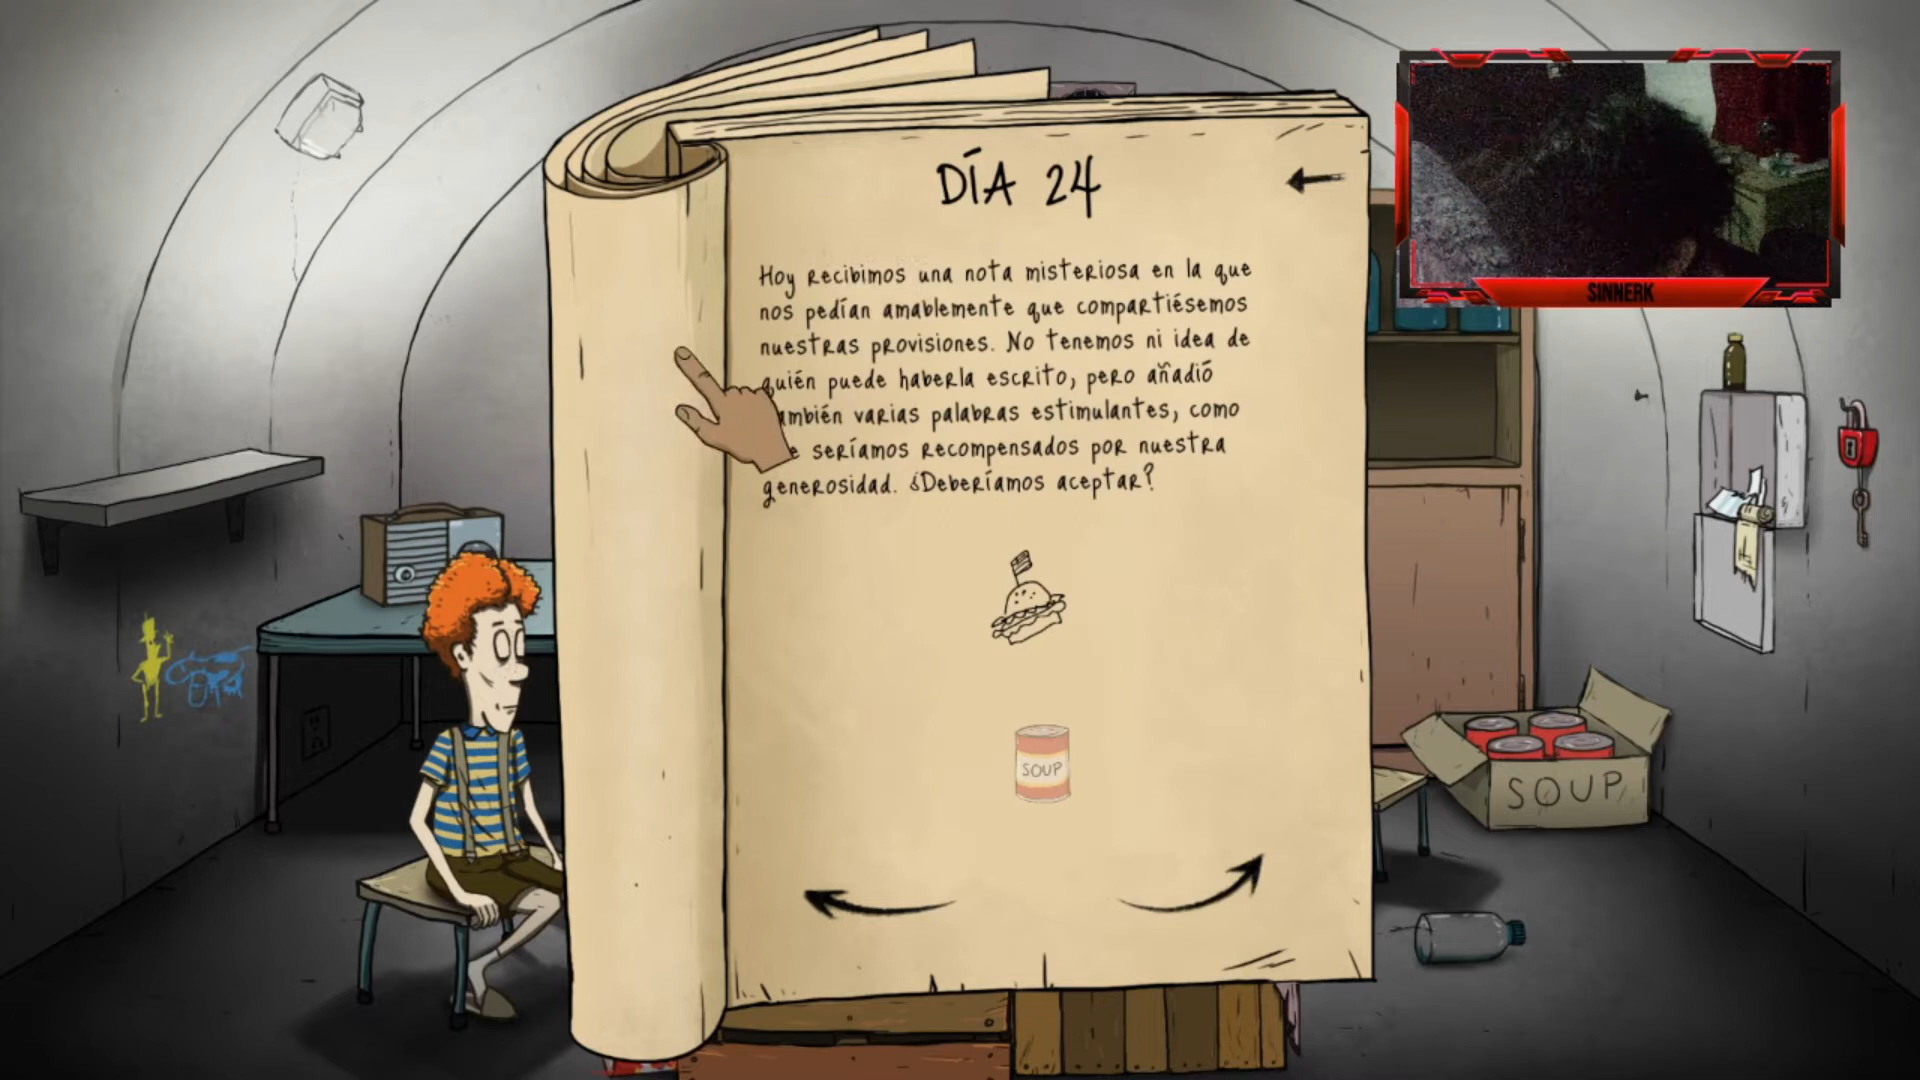 DÍA 24
SINNERK
Hoy recibimos una nota misteriosa en la que
nos pedían amablemente que compartiésemos
nuestras provisiones. No tenemos ni idea de
quién puede haberla escrito, pero añadió
también varias palabras estimulantes, como
seríamos recompensados por nuestra
generosidad. ¿Deberíamos aceptar?
SOUP
SOUP